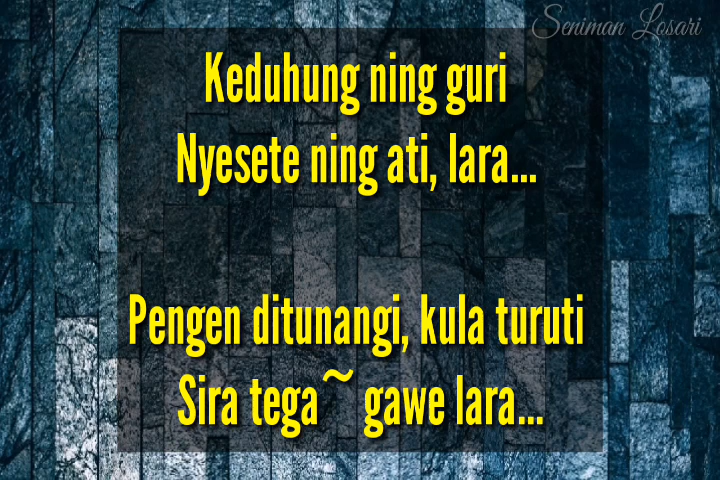 Seniman Losari
Keduhung ning guri
Nyesete ning ati, lara...
Pengen ditunangi, kula turuti
Sira tega~ gawe lara...